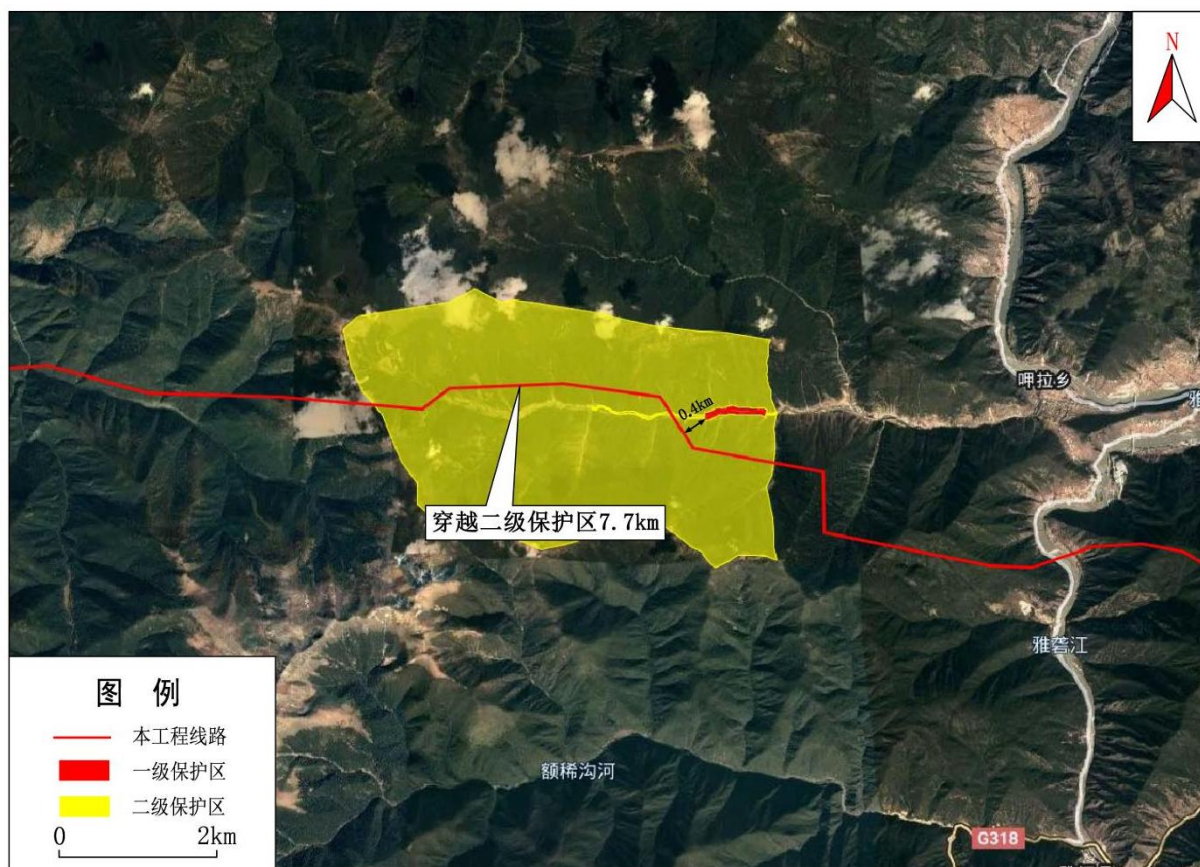 N
呷拉乡
0.4km
穿越二级保护区7.7km
雅砻江
额稀沟河
G318
图 例
本工程线路
一级保护区
二级保护区
0 2km